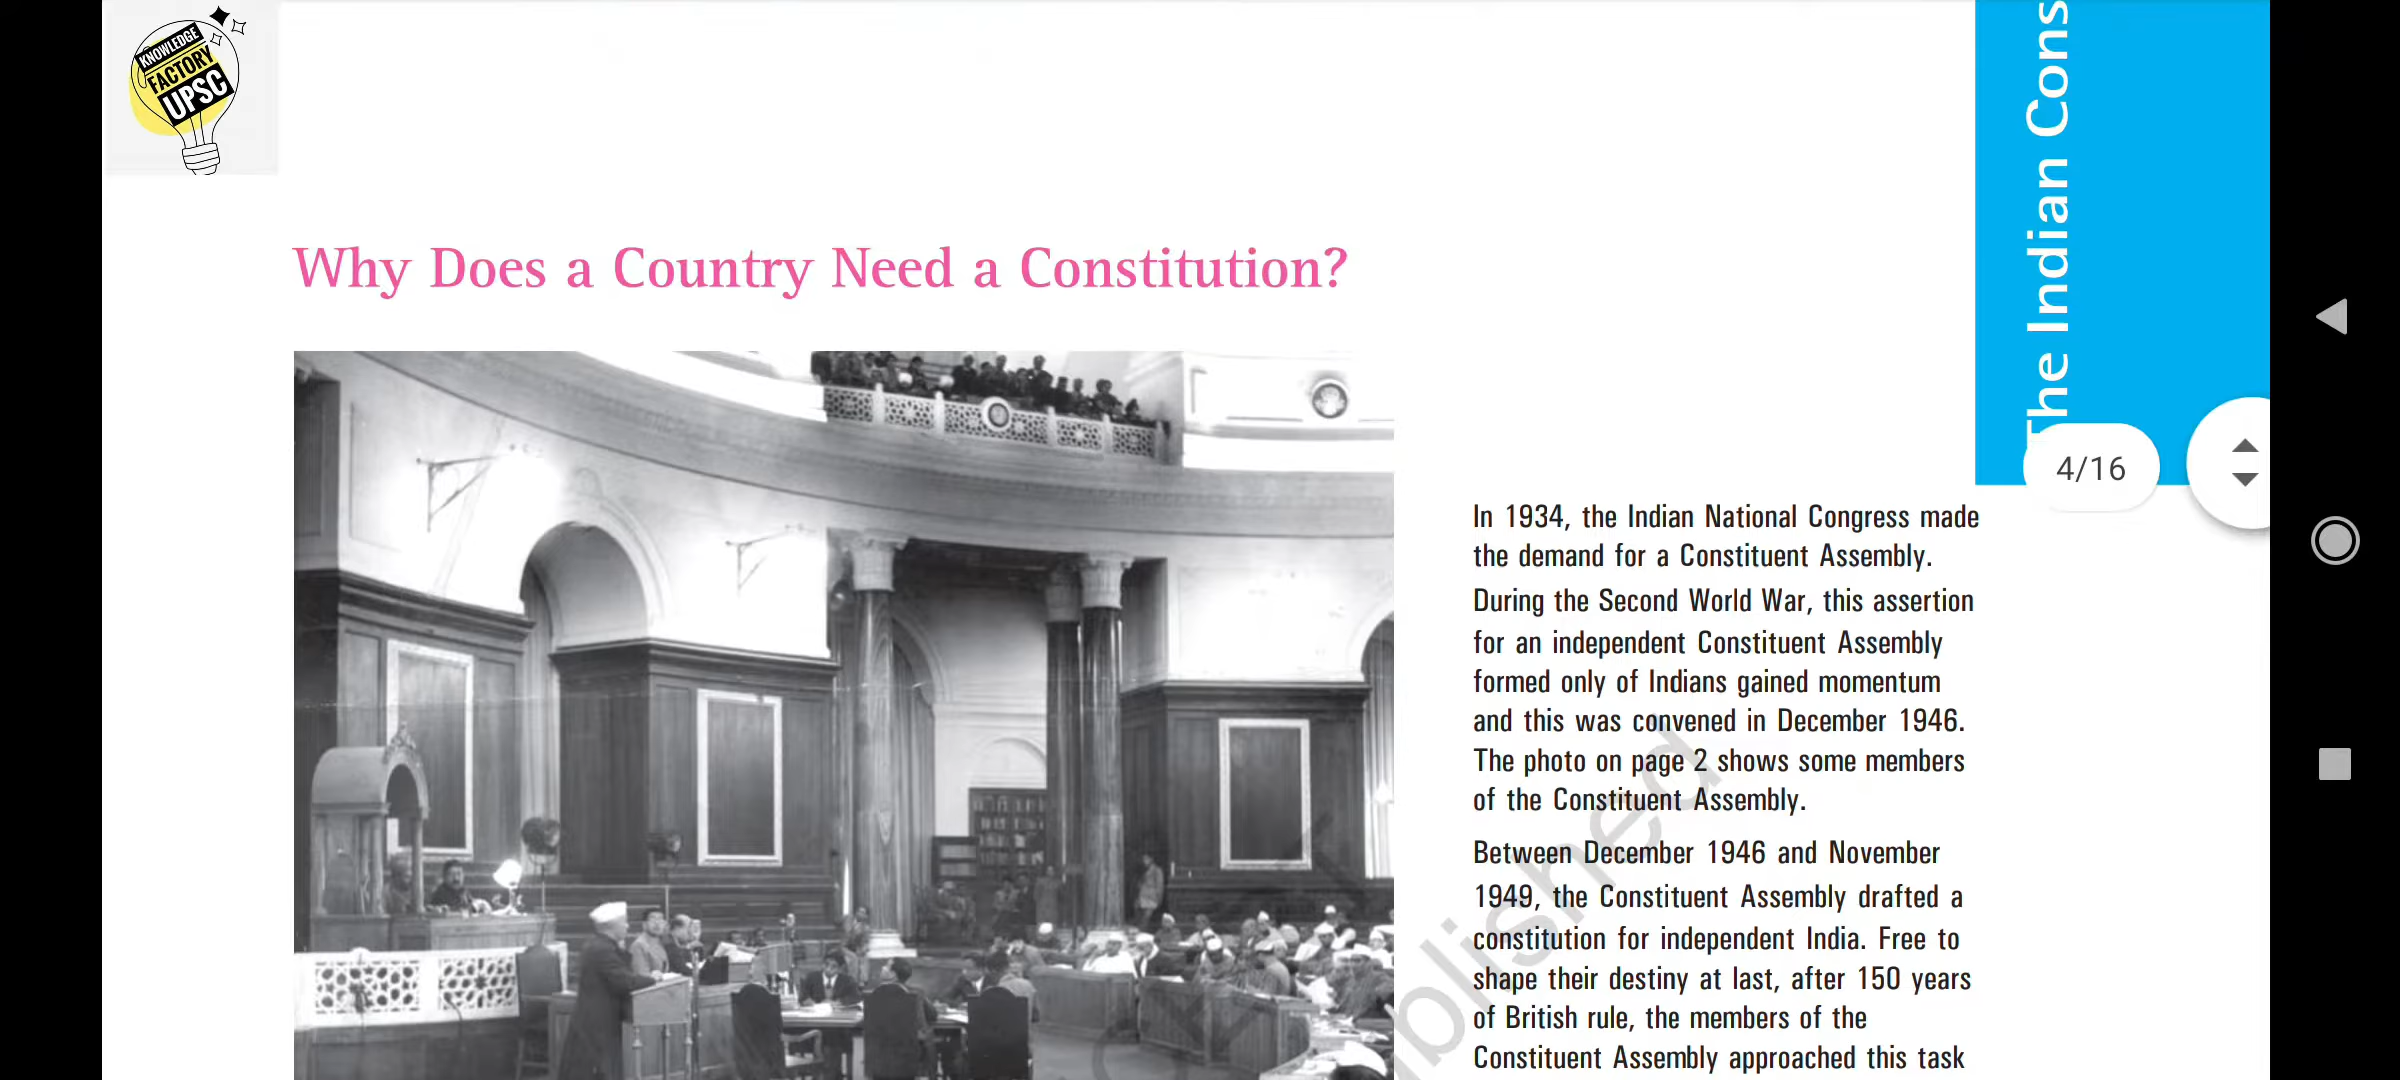 KNOWLEDGE
FACTORY
UPSC
The Indian Cons
Why Does a Country Need a Constitution?
4/16
In 1934, the Indian National Congress made
the demand for a Constituent Assembly.
During the Second World War, this assertion
for an independent Constituent Assembly
formed only of Indians gained momentum
and this was convened in December 1946.
The photo on page 2 shows some members
of the Constituent Assembly.
Between December 1946 and November
1949, the Constituent Assembly drafted a
constitution for independent India. Free to
shape their destiny at last, after 150 years
of British rule, the members of the
Constituent Assembly approached this task